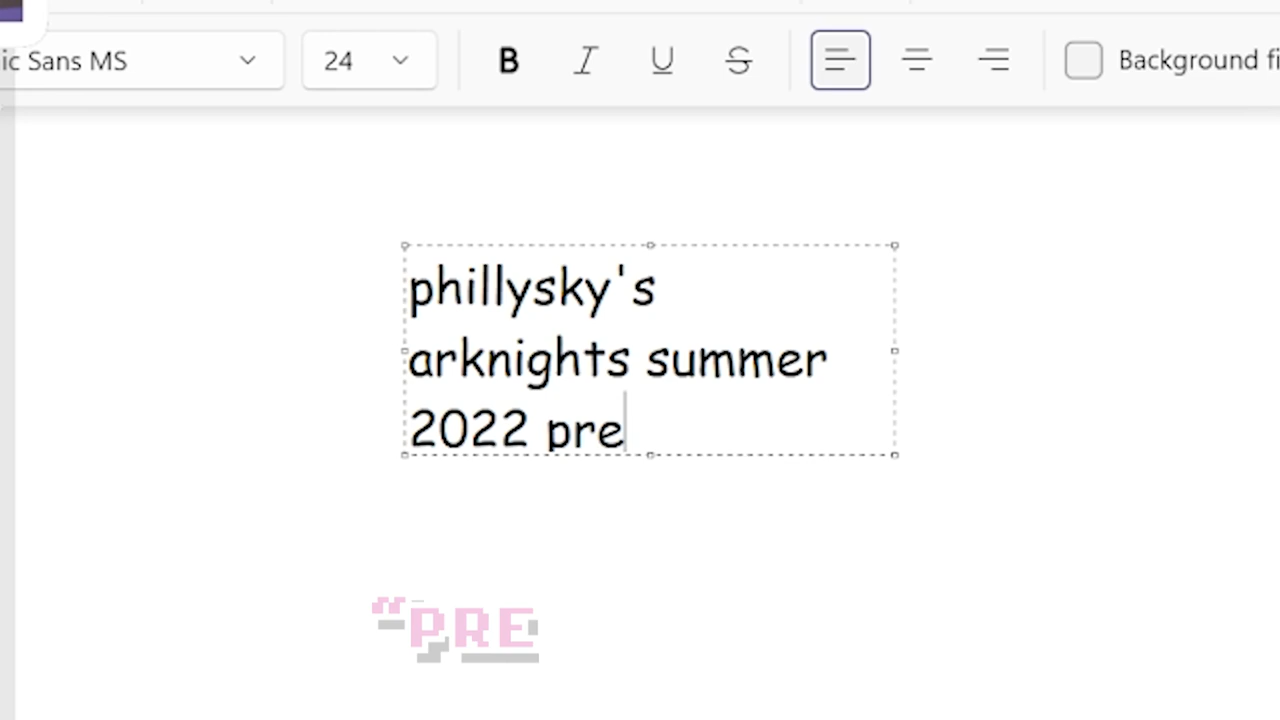 ic Sans MS 24 B I U S Background fi
phillysky's
arknights summer
2022 pre
“PRE